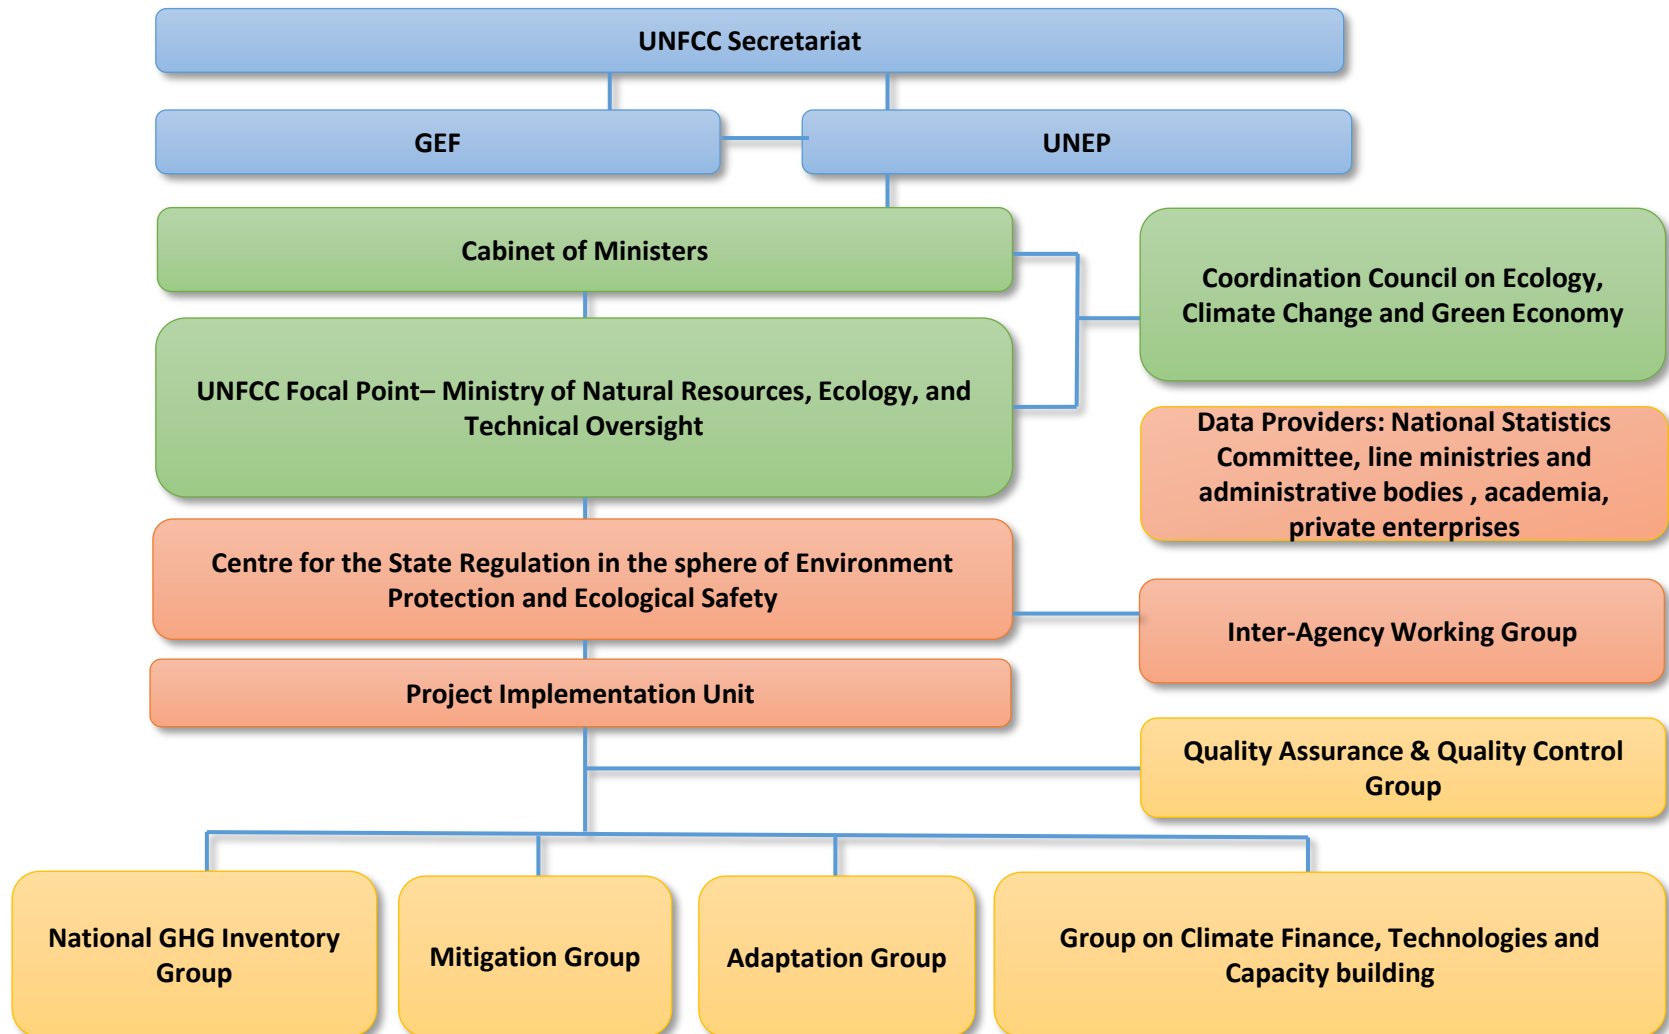 UNFCC Secretariat
GEF
UNEP
Cabinet of Ministers
Coordination Council on Ecology,
Climate Change and Green Economy
UNFCC Focal Point– Ministry of Natural Resources, Ecology, and
Technical Oversight
Data Providers: National Statistics
Committee, line ministries and
administrative bodies , academia,
private enterprises
Centre for the State Regulation in the sphere of Environment
Protection and Ecological Safety
Inter-Agency Working Group
Project Implementation Unit
Quality Assurance & Quality Control
Group
National GHG Inventory
Group
Mitigation Group
Adaptation Group
Group on Climate Finance, Technologies and
Capacity building